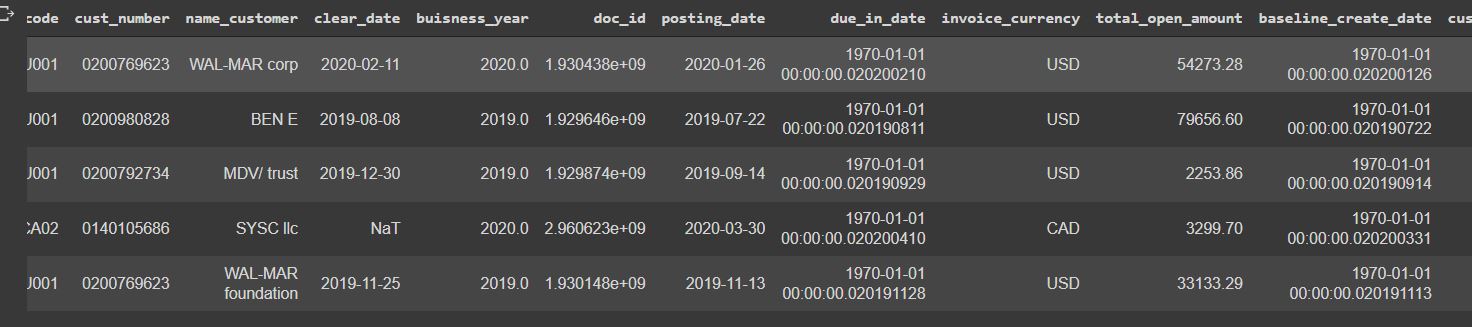 code cust_number name_customer clear_date buisness_year doc_id posting_date due_in_date invoice_currency total_open_amount baseline_create_date cus
J001 0200769623 WAL-MAR corp 2020-02-11 2020.0 1.930438e+09 2020-01-26 1970-01-01 00:00:00.020200210 USD 54273.28 1970-01-01 00:00:00.020200126
J001 0200980828 BEN E 2019-08-08 2019.0 1.929646e+09 2019-07-22 1970-01-01 00:00:00.020190811 USD 79656.60 1970-01-01 00:00:00.020190722
J001 0200792734 MDV/ trust 2019-12-30 2019.0 1.929874e+09 2019-09-14 1970-01-01 00:00:00.020190929 USD 2253.86 1970-01-01 00:00:00.020190914
CA02 0140105686 SYSC llc NaT 2020.0 2.960623e+09 2020-03-30 1970-01-01 00:00:00.020200410 CAD 3299.70 1970-01-01 00:00:00.020200331
J001 0200769623 WAL-MAR foundation 2019-11-25 2019.0 1.930148e+09 2019-11-13 1970-01-01 00:00:00.020191128 USD 33133.29 1970-01-01 00:00:00.020191113